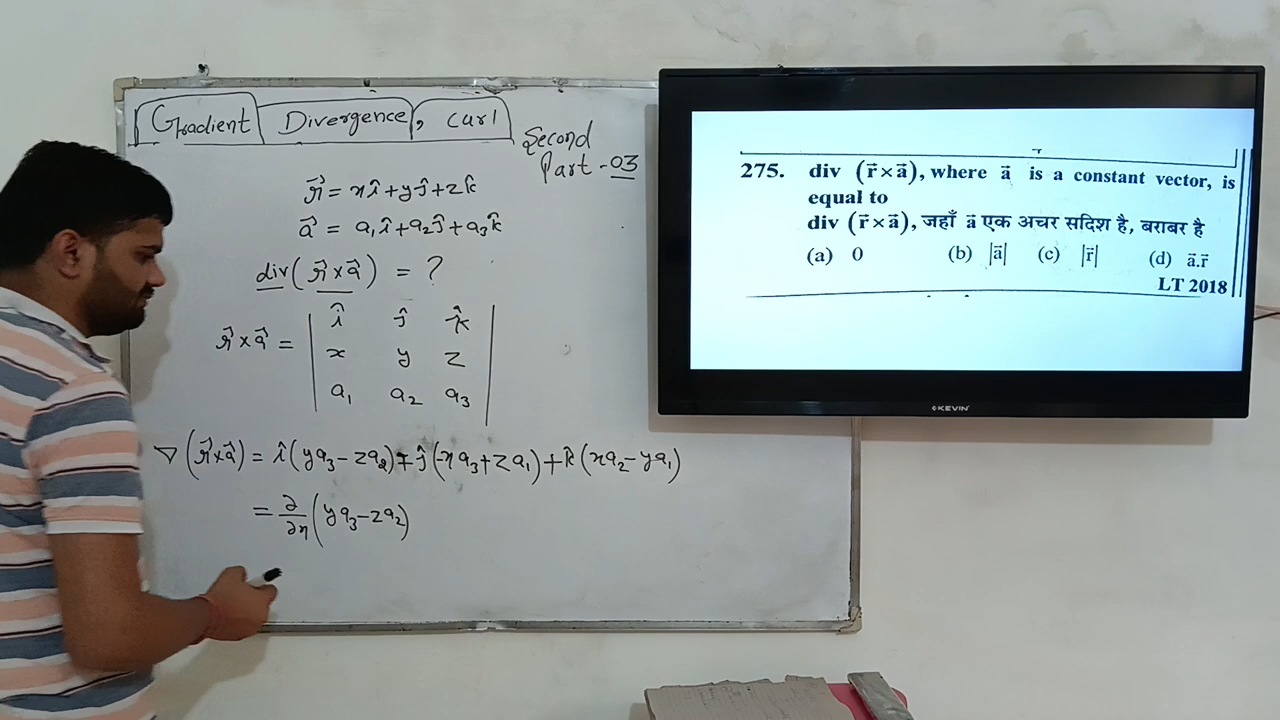 Gradient Divergence, Curl
Second
Part - 03
r⃗ = xî+yĵ+zk̂
a⃗ = a₁î+a₂ĵ+a₃k̂
div(r⃗×a⃗) = ?
r⃗×a⃗ = | î ĵ k̂ |
| x y z |
| a₁ a₂ a₃ |
∇(r⃗×a⃗) = î(ya₃-za₂)+ĵ(-xa₃+za₁)+k̂(xa₂-ya₁)
= ∂/∂x(ya₃-za₂)
275. div (r⃗×a⃗), where a⃗ is a constant vector, is
equal to
div (r⃗×a⃗), जहाँ a⃗ एक अचर सदिश है, बराबर है
(a) 0 (b) |a⃗| (c) |r⃗| (d) a⃗.r⃗
LT 2018
KEVIN